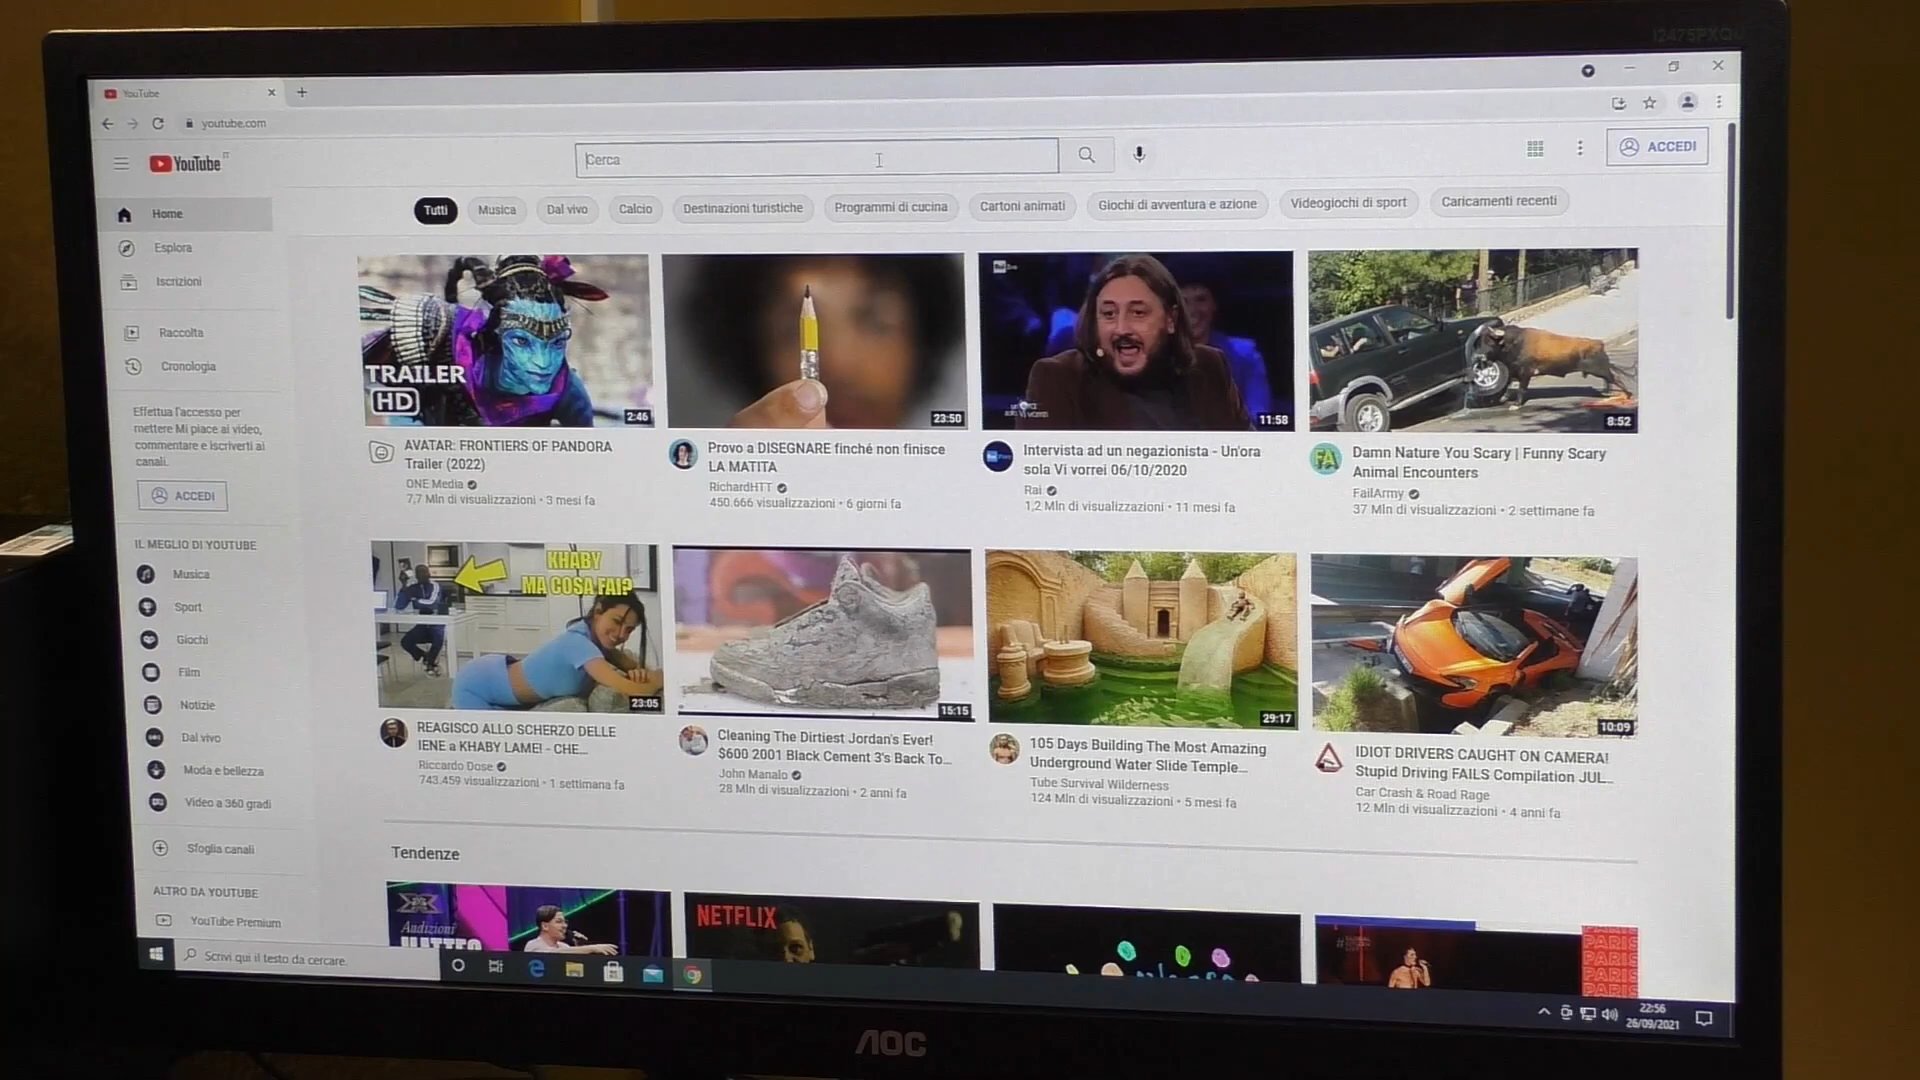 I2475PXQU
YouTube
youtube.com
YouTube IT
Cerca
ACCEDI
Tutti
Musica
Dal vivo
Calcio
Destinazioni turistiche
Programmi di cucina
Cartoni animati
Giochi di avventura e azione
Videogiochi di sport
Caricamenti recenti
Home
Esplora
Iscrizioni
Raccolta
Cronologia
Effettua l'accesso per
mettere Mi piace ai video,
commentare e iscriverti ai
canali.
ACCEDI
IL MEGLIO DI YOUTUBE
Musica
Sport
Giochi
Film
Notizie
Dal vivo
Moda e bellezza
Video a 360 gradi
Sfoglia canali
ALTRO DA YOUTUBE
YouTube Premium
TRAILER
HD
2:46
AVATAR: FRONTIERS OF PANDORA
Trailer (2022)
ONE Media
7,7 Mln di visualizzazioni • 3 mesi fa
23:50
Provo a DISEGNARE finché non finisce
LA MATITA
RichardHTT
450.666 visualizzazioni • 6 giorni fa
Rai
11:58
Intervista ad un negazionista - Un'ora
sola Vi vorrei 06/10/2020
Rai
1,2 Mln di visualizzazioni • 11 mesi fa
8:52
FA
Damn Nature You Scary | Funny Scary
Animal Encounters
FailArmy
37 Mln di visualizzazioni • 2 settimane fa
KHABY
MA COSA FAI?
23:05
REAGISCO ALLO SCHERZO DELLE
IENE a KHABY LAME! - CHE...
Riccardo Dose
743.459 visualizzazioni • 1 settimana fa
15:15
Cleaning The Dirtiest Jordan's Ever!
$600 2001 Black Cement 3's Back To...
John Manalo
28 Mln di visualizzazioni • 2 anni fa
29:17
105 Days Building The Most Amazing
Underground Water Slide Temple...
Tube Survival Wilderness
124 Mln di visualizzazioni • 5 mesi fa
10:09
IDIOT DRIVERS CAUGHT ON CAMERA!
Stupid Driving FAILS Compilation JUL...
Car Crash & Road Rage
12 Mln di visualizzazioni • 4 anni fa
Tendenze
Audizioni
MATTEO
NETFLIX
PARIS
PARIS
PARIS
PARIS
Scrivi qui il testo da cercare.
22:56
26/09/2021
AOC